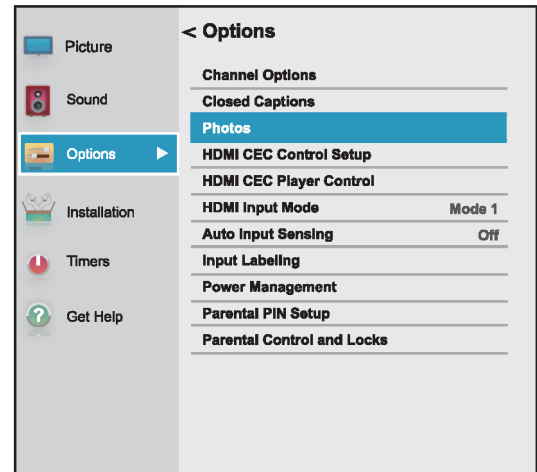 Picture
Sound
Options
Installation
Timers
Get Help
< Options
Channel Options
Closed Captions
Photos
HDMI CEC Control Setup
HDMI CEC Player Control
HDMI Input Mode Mode 1
Auto Input Sensing Off
Input Labeling
Power Management
Parental PIN Setup
Parental Control and Locks